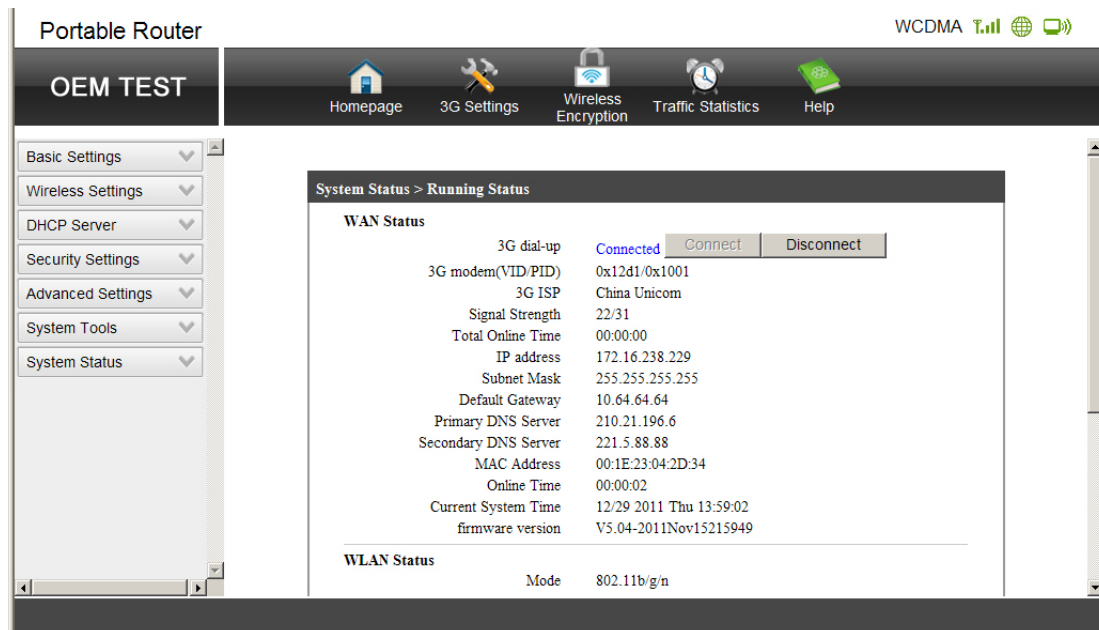 Portable Router
WCDMA
OEM TEST
Homepage
3G Settings
Wireless
Encryption
Traffic Statistics
Help
Basic Settings
Wireless Settings
DHCP Server
Security Settings
Advanced Settings
System Tools
System Status
System Status > Running Status
WAN Status
3G dial-up Connected Connect Disconnect
3G modem(VID/PID) 0x12d1/0x1001
3G ISP China Unicom
Signal Strength 22/31
Total Online Time 00:00:00
IP address 172.16.238.229
Subnet Mask 255.255.255.255
Default Gateway 10.64.64.64
Primary DNS Server 210.21.196.6
Secondary DNS Server 221.5.88.88
MAC Address 00:1E:23:04:2D:34
Online Time 00:00:02
Current System Time 12/29 2011 Thu 13:59:02
firmware version V5.04-2011Nov15215949
WLAN Status
Mode 802.11b/g/n